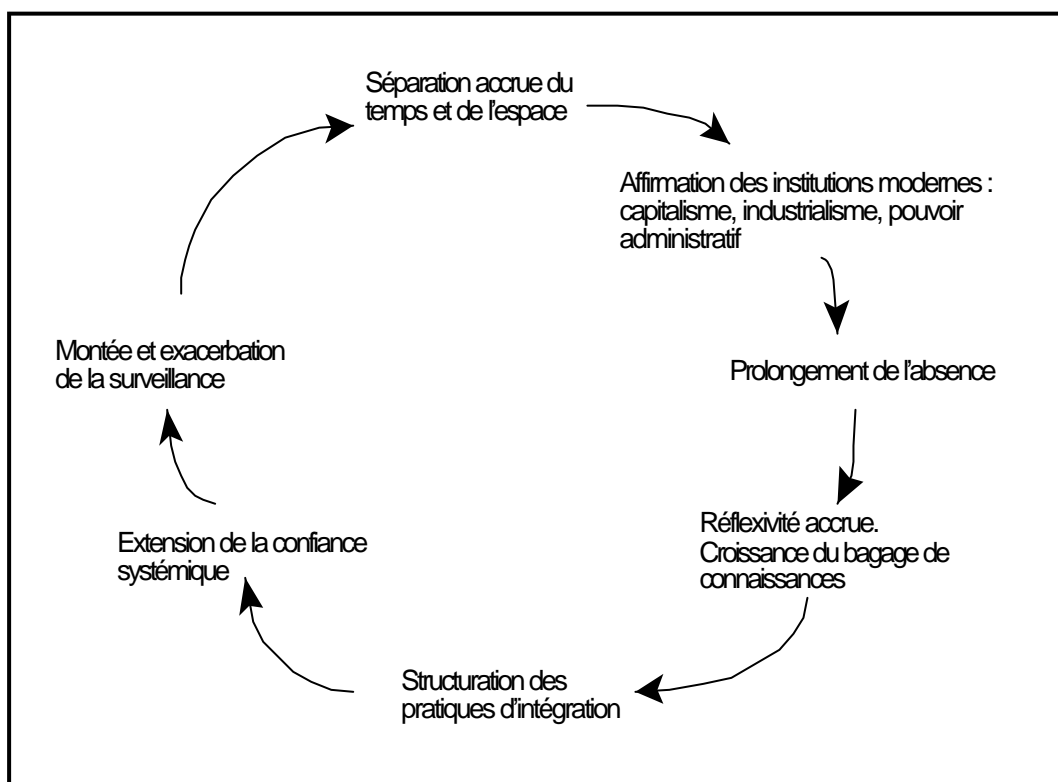 Séparation accrue du
temps et de l'espace
Affirmation des institutions modernes :
capitalisme, industrialisme, pouvoir
administratif
Prolongement de l'absence
Réflexivité accrue.
Croissance du bagage de
connaissances
Structuration des
pratiques d'intégration
Extension de la confiance
systémique
Montée et exacerbation
de la surveillance